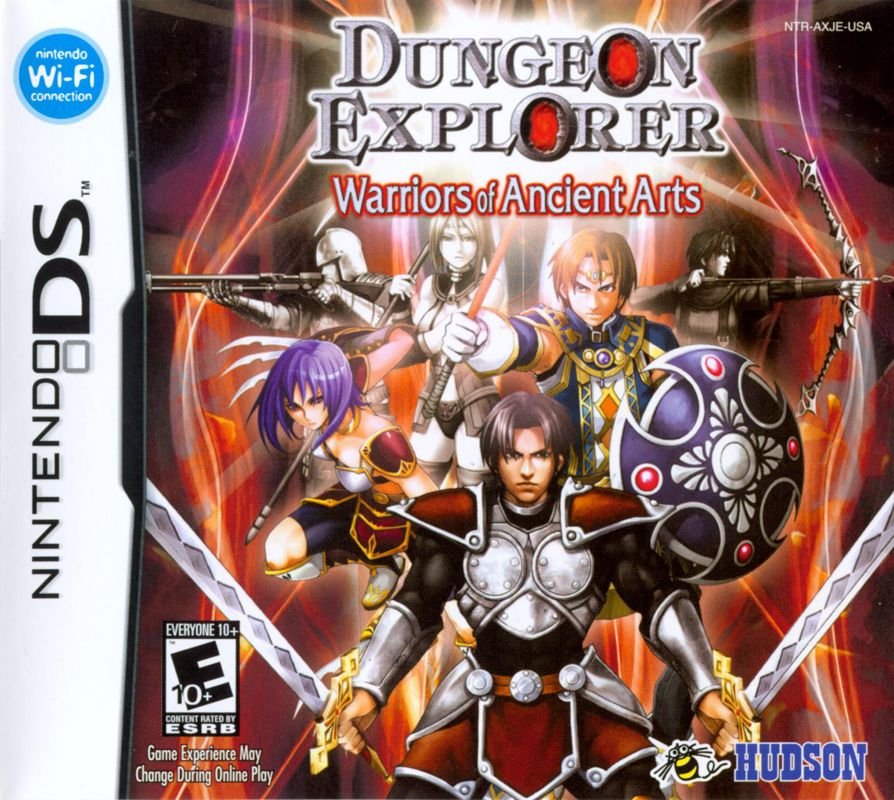 NTR-AXJE-USA
nintendo
Wi-Fi
connection
DUNGEON
EXPLORER
Warriors of Ancient Arts
NINTENDO DS™
EVERYONE 10+
™
E
10+
CONTENT RATED BY
ESRB
Game Experience May
Change During Online Play
HUDSON